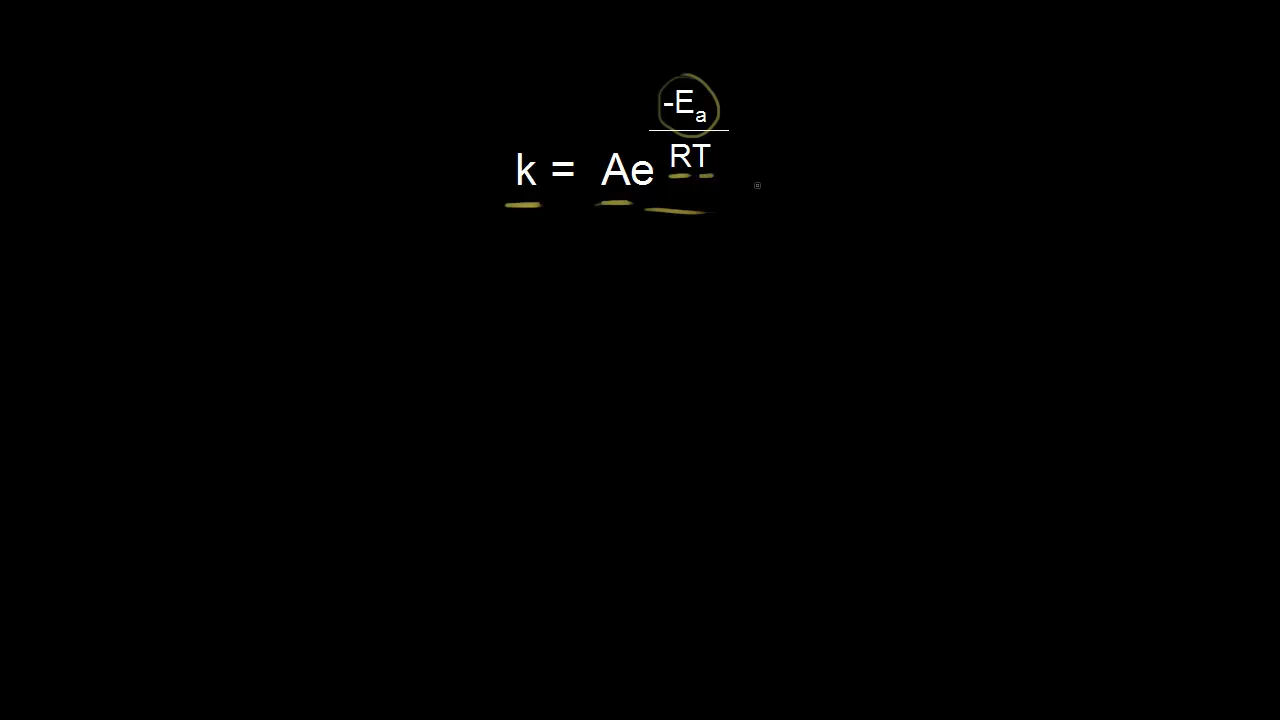 k = Ae^(-Ea/RT)